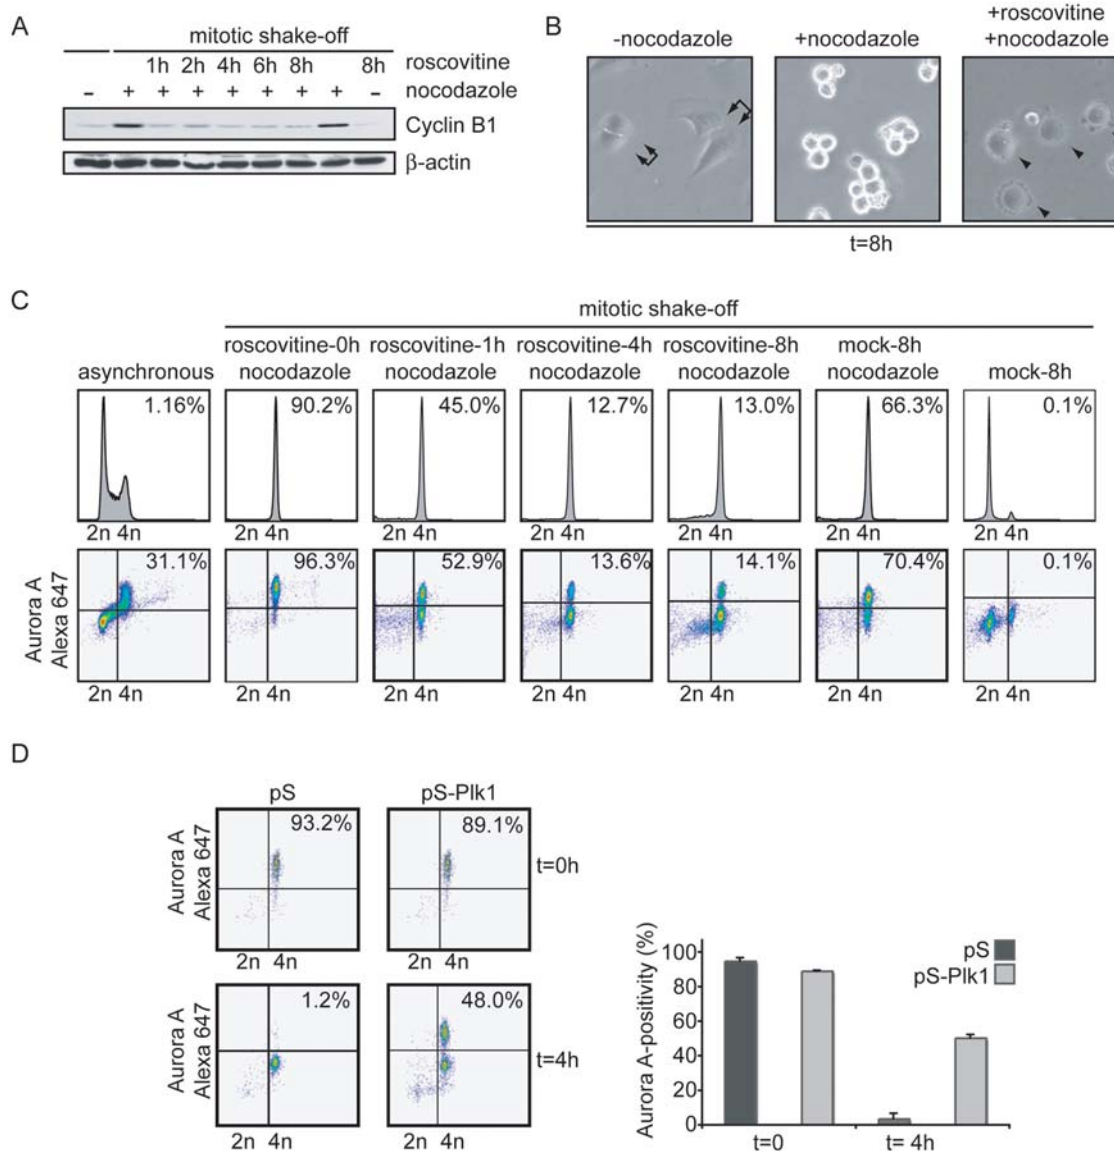 A
mitotic shake-off
1h 2h 4h 6h 8h 8h roscovitine
- + + + + + + + - nocodazole
Cyclin B1
β-actin
B
-nocodazole
+nocodazole
+roscovitine
+nocodazole
t=8h
C
mitotic shake-off
asynchronous
roscovitine-0h
nocodazole
roscovitine-1h
nocodazole
roscovitine-4h
nocodazole
roscovitine-8h
nocodazole
mock-8h
nocodazole
mock-8h
1.16% 90.2% 45.0% 12.7% 13.0% 66.3% 0.1%
2n 4n 2n 4n 2n 4n 2n 4n 2n 4n 2n 4n 2n 4n
Aurora A
Alexa 647
31.1% 96.3% 52.9% 13.6% 14.1% 70.4% 0.1%
2n 4n 2n 4n 2n 4n 2n 4n 2n 4n 2n 4n 2n 4n
D
pS pS-Plk1
Aurora A
Alexa 647
93.2% 89.1%
t=0h
2n 4n 2n 4n
Aurora A
Alexa 647
1.2% 48.0%
t=4h
2n 4n 2n 4n
Aurora A-positivity (%)
100
80
60
40
20
0
pS
pS-Plk1
t=0 t= 4h